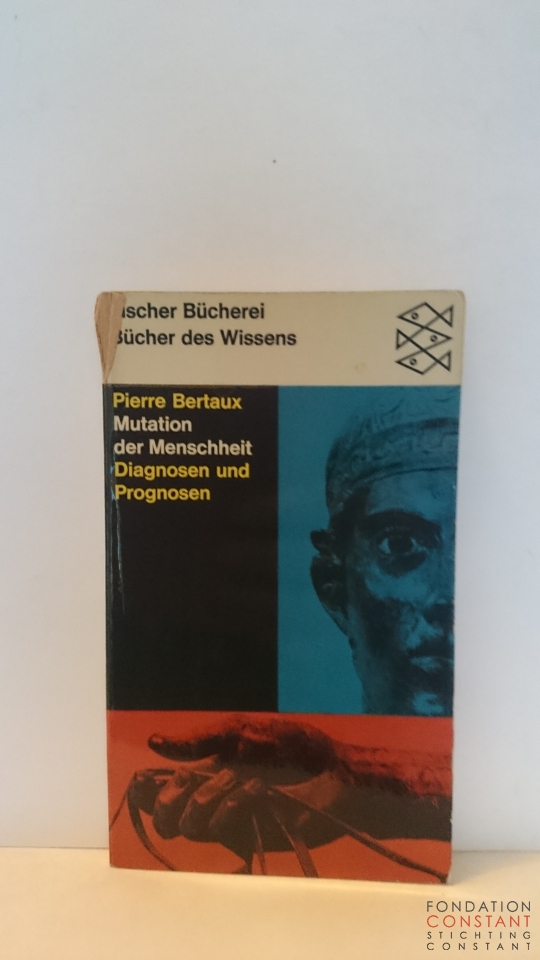 ischer Bücherei
Bücher des Wissens
Pierre Bertaux
Mutation
der Menschheit
Diagnosen und
Prognosen
FONDATION
CONSTANT
STICHTING
CONSTANT